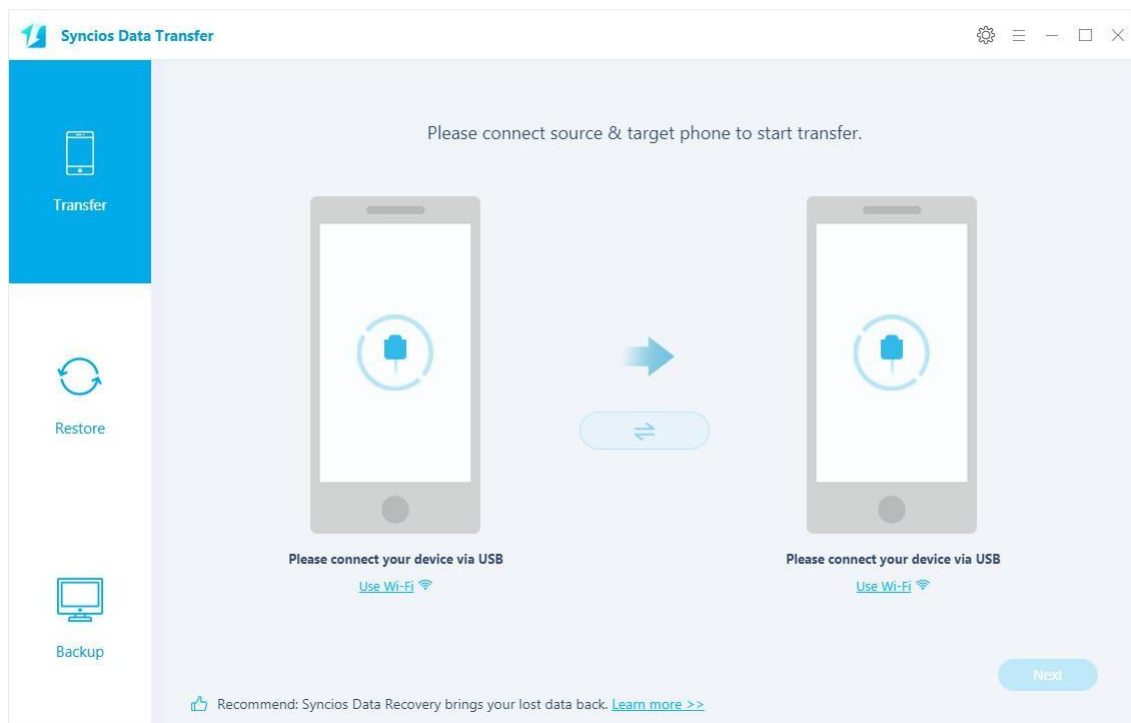 Syncios Data Transfer
Transfer
Restore
Backup
Please connect source & target phone to start transfer.
Please connect your device via USB
Use Wi-Fi
Please connect your device via USB
Use Wi-Fi
Next
Recommend: Syncios Data Recovery brings your lost data back. Learn more >>